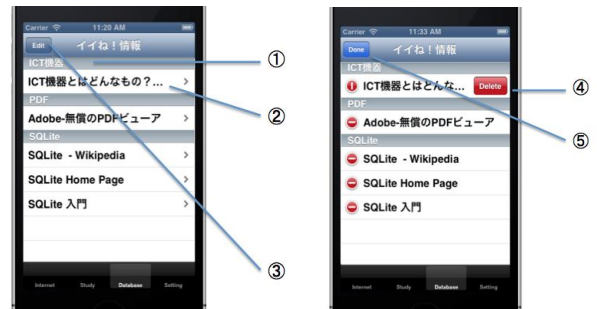 Carrier 11:20 AM
Edit イイね！情報
ICT機器
ICT機器とはどんなもの？...
PDF
Adobe-無償のPDFビューア
SQLite
SQLite - Wikipedia
SQLite Home Page
SQLite 入門
Internet Study Database Setting
①
②
③
Carrier 11:33 AM
Done イイね！情報
ICT機器
ICT機器とはどんな... Delete
PDF
Adobe-無償のPDFビューア
SQLite
SQLite - Wikipedia
SQLite Home Page
SQLite 入門
Internet Study Database Setting
④
⑤